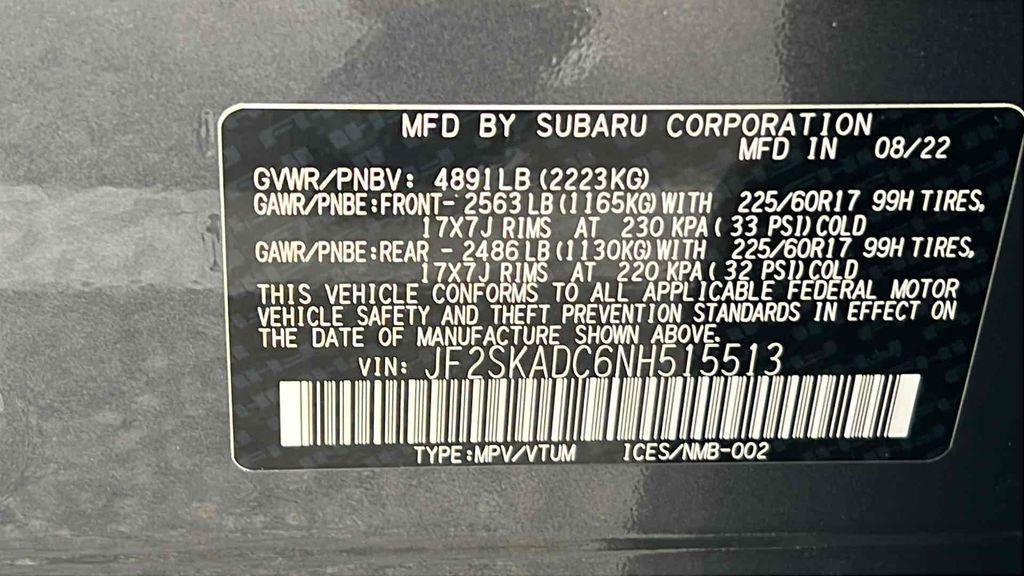 MFD BY SUBARU CORPORATION
MFD IN 08/22
GVWR/PNBV: 4891LB (2223KG)
GAWR/PNBE:FRONT- 2563 LB (1165KG) WITH 225/60R17 99H TIRES,
17X7J RIMS AT 230 KPA ( 33 PSI) COLD
GAWR/PNBE:REAR - 2486 LB (1130KG) WITH 225/60R17 99H TIRES,
17X7J RIMS AT 220 KPA ( 32 PSI) COLD
THIS VEHICLE CONFORMS TO ALL APPLICABLE FEDERAL MOTOR
VEHICLE SAFETY AND THEFT PREVENTION STANDARDS IN EFFECT ON
THE DATE OF MANUFACTURE SHOWN ABOVE.
VIN: JF2SKADC6NH515513
TYPE:MPV/VTUM ICES/NMB-002